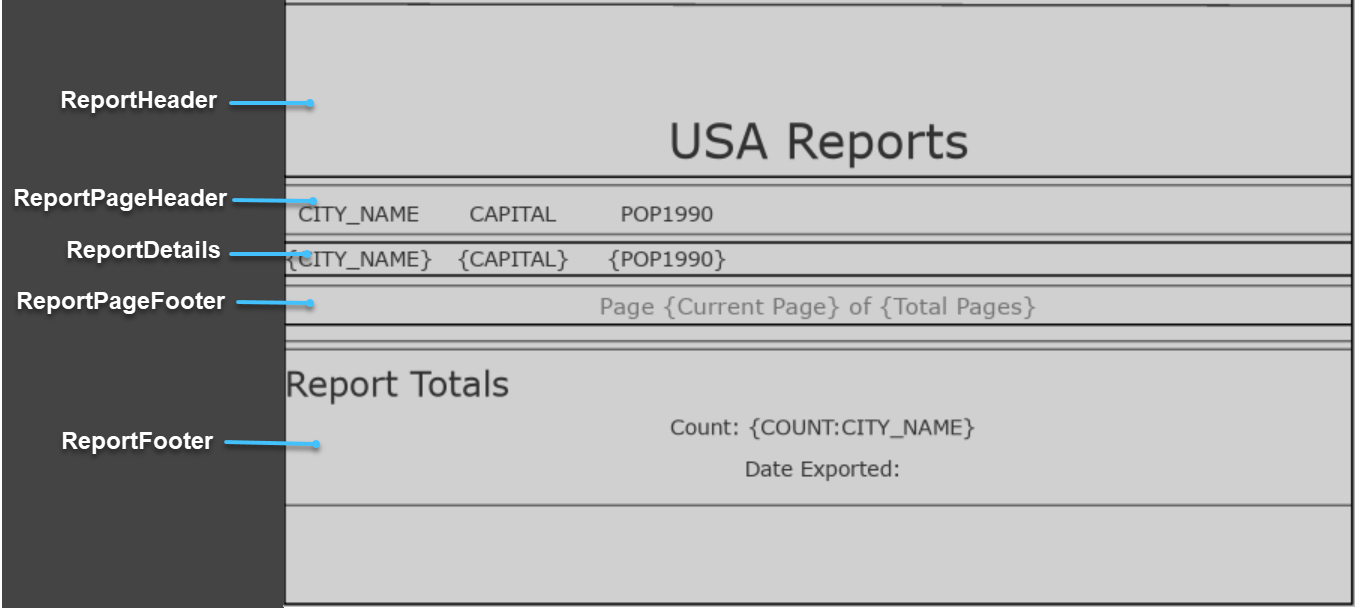 ReportHeader
USA Reports
ReportPageHeader
CITY_NAME CAPITAL POP1990
ReportDetails
{CITY_NAME} {CAPITAL} {POP1990}
ReportPageFooter
Page {Current Page} of {Total Pages}
Report Totals
Count: {COUNT:CITY_NAME}
ReportFooter
Date Exported: